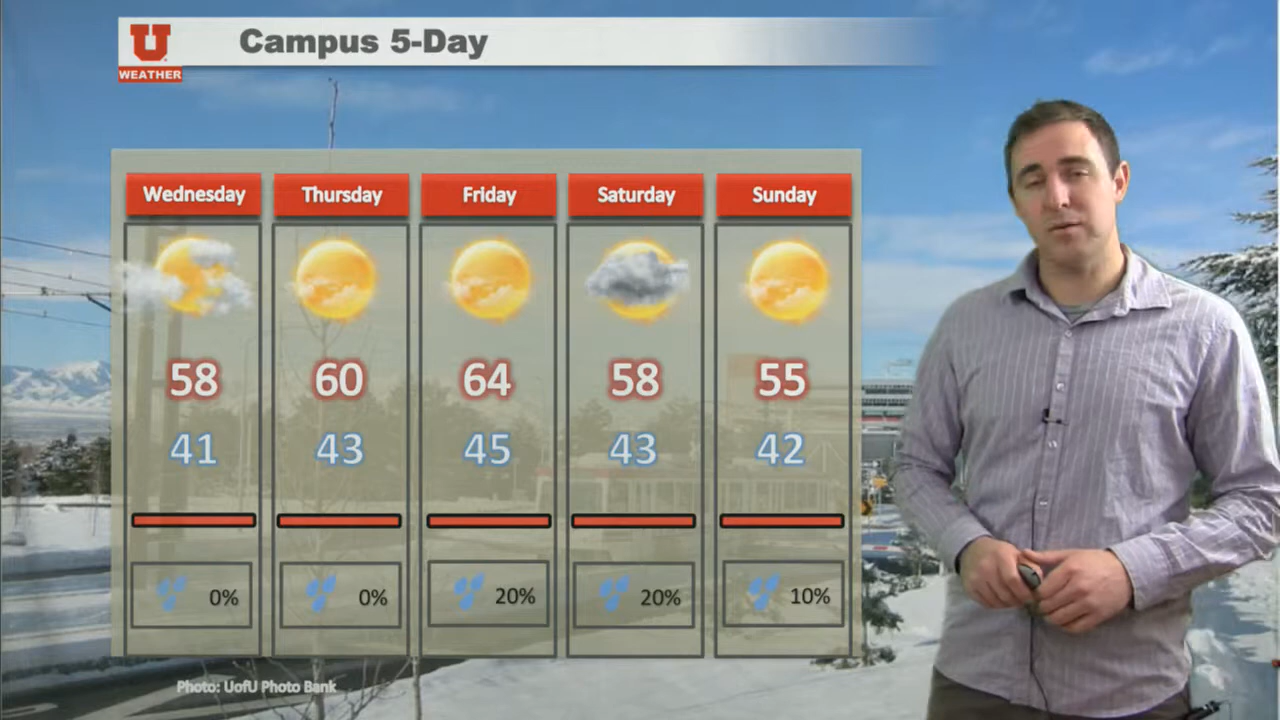 U
WEATHER
Campus 5-Day
Wednesday Thursday Friday Saturday Sunday
58 60 64 58 55
41 43 45 43 42
0% 0% 20% 20% 10%
Photo: UofU Photo Bank